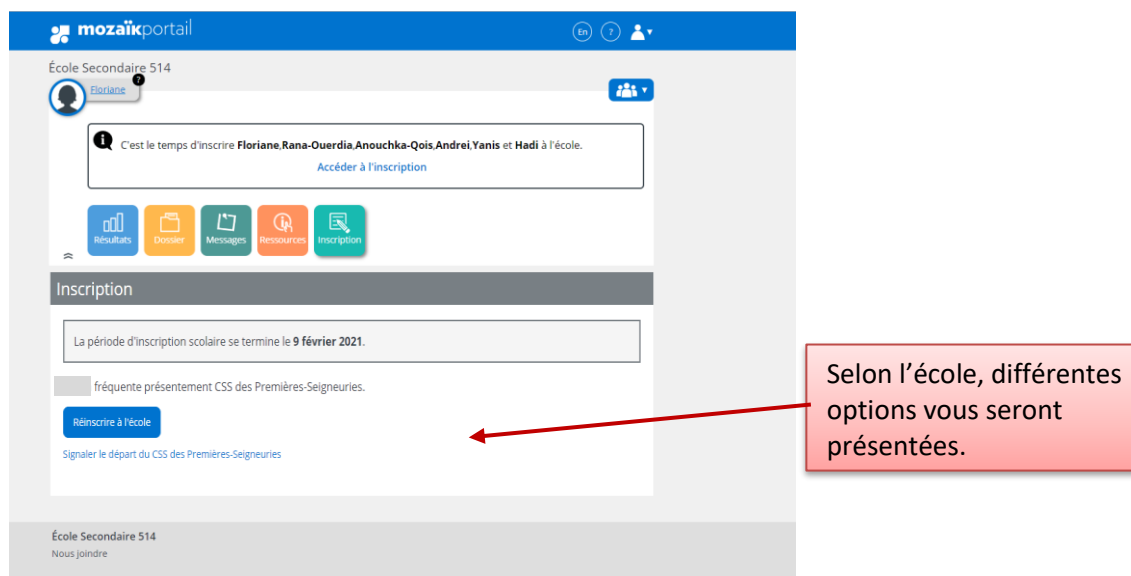 mozaïkportail
En ?
École Secondaire 514
Floriane ?
C'est le temps d'inscrire Floriane,Rana-Ouerdia,Anouchka-Qois,Andrei,Yanis et Hadi à l'école.
Accéder à l'inscription
Résultats Dossier Messages Ressources Inscription
Inscription
La période d'inscription scolaire se termine le 9 février 2021.
fréquente présentement CSS des Premières-Seigneuries.
Réinscrire à l'école
Signaler le départ du CSS des Premières-Seigneuries
Selon l’école, différentes
options vous seront
présentées.
École Secondaire 514
Nous joindre